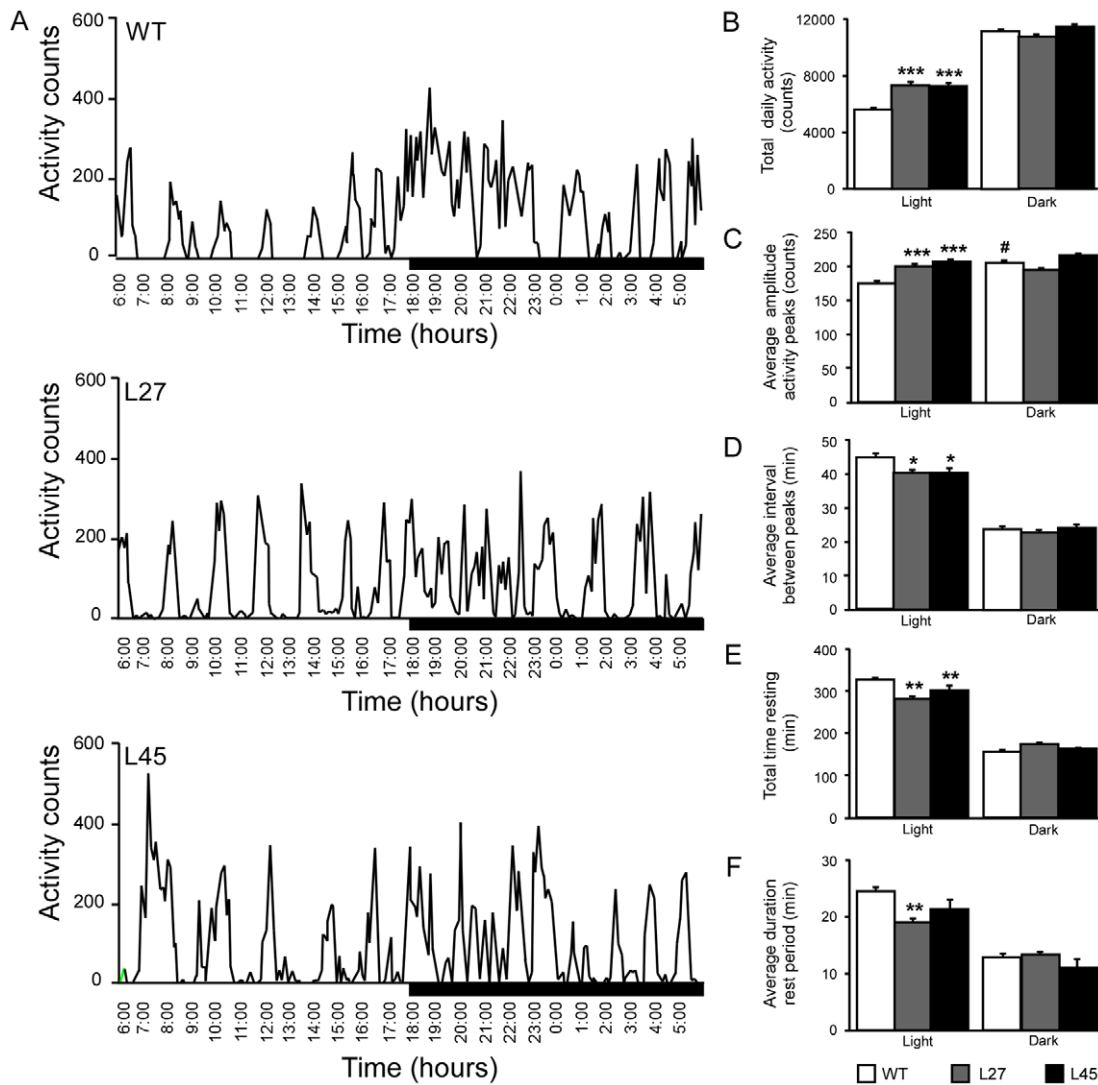 A
WT
Activity counts
600
400
200
0
6:00 7:00 8:00 9:00 10:00 11:00 12:00 13:00 14:00 15:00 16:00 17:00 18:00 19:00 20:00 21:00 22:00 23:00 0:00 1:00 2:00 3:00 4:00 5:00
Time (hours)
L27
Activity counts
600
400
200
0
6:00 7:00 8:00 9:00 10:00 11:00 12:00 13:00 14:00 15:00 16:00 17:00 18:00 19:00 20:00 21:00 22:00 23:00 0:00 1:00 2:00 3:00 4:00 5:00
Time (hours)
L45
Activity counts
600
400
200
0
6:00 7:00 8:00 9:00 10:00 11:00 12:00 13:00 14:00 15:00 16:00 17:00 18:00 19:00 20:00 21:00 22:00 23:00 0:00 1:00 2:00 3:00 4:00 5:00
Time (hours)
B
Total daily activity
(counts)
12000
8000
4000
0
*** ***
Light Dark
C
Average amplitude
activity peaks (counts)
250
200
150
100
50
0
*** *** #
Light Dark
D
Average interval
between peaks (min)
50
40
30
20
10
0
* *
Light Dark
E
Total time resting
(min)
400
300
200
100
0
** **
Light Dark
F
Average duration
rest period (min)
30
20
10
0
**
Light Dark
WT L27 L45